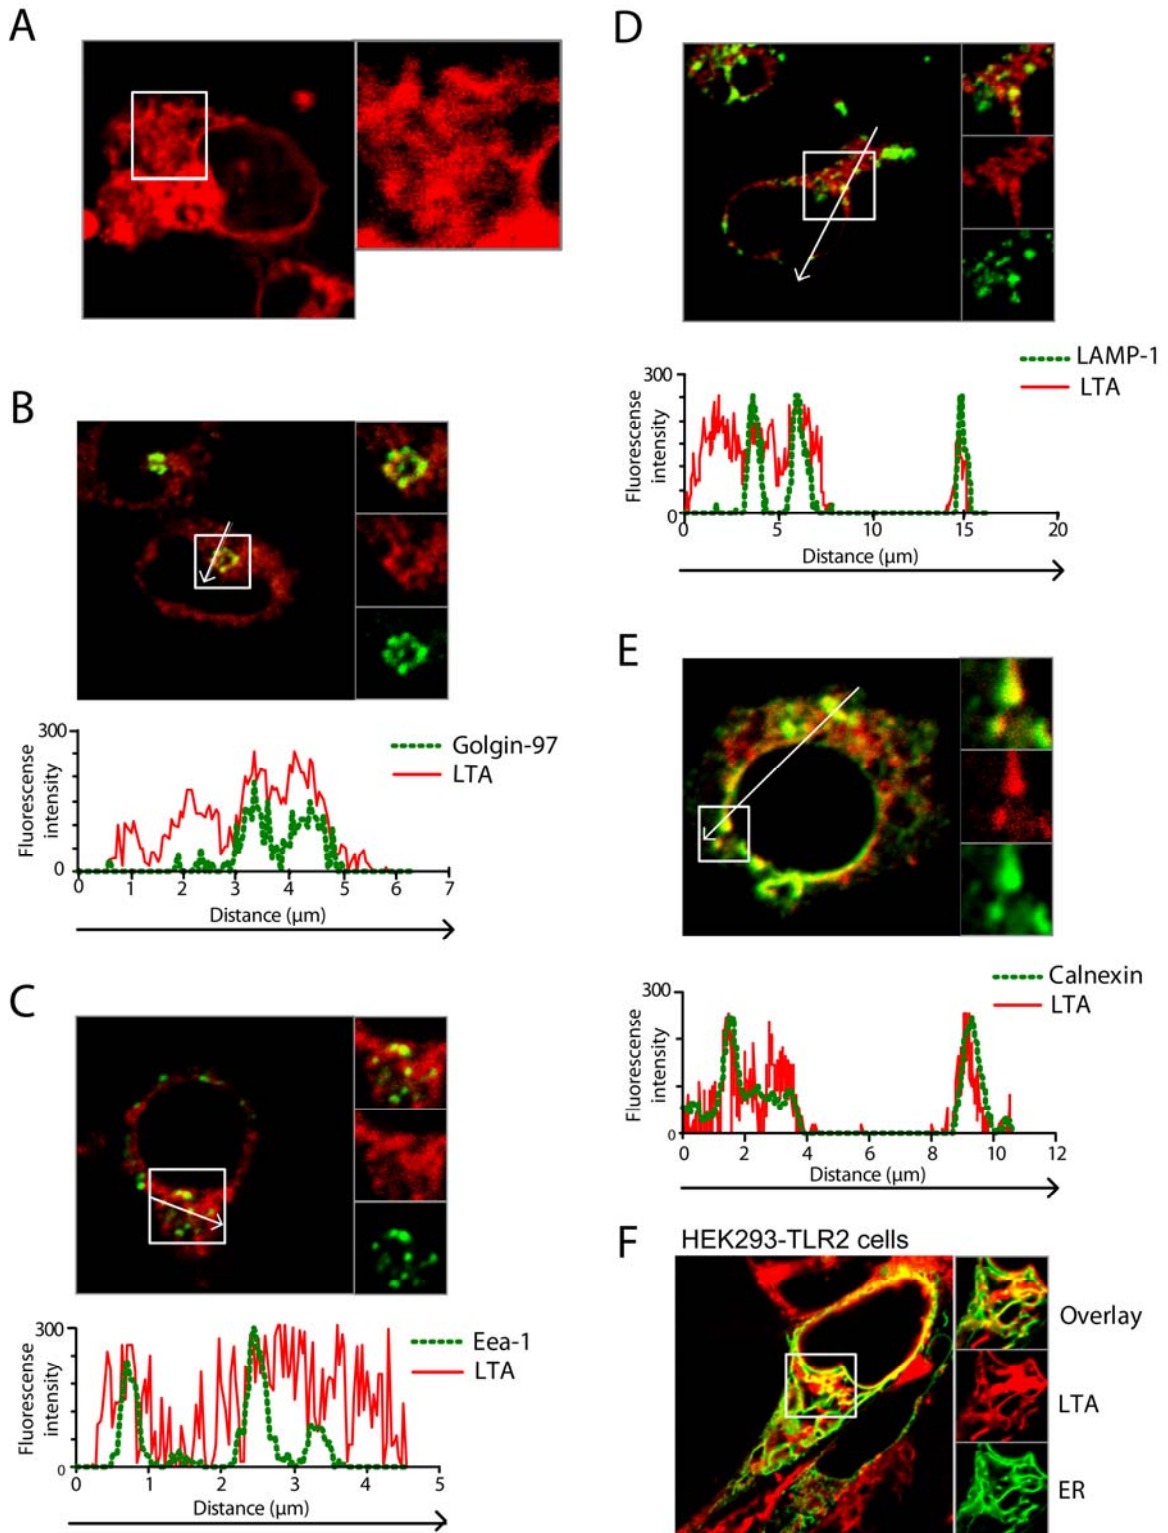 A
B
300
Fluorescense
intensity
0
Golgin-97
LTA
0 1 2 3 4 5 6 7
Distance (µm)
C
300
Fluorescense
intensity
0
Eea-1
LTA
0 1 2 3 4 5
Distance (µm)
D
LAMP-1
LTA
300
Fluorescense
intensity
0 5 10 15 20
Distance (µm)
E
Calnexin
LTA
300
Fluorescense
intensity
0
0 2 4 6 8 10 12
Distance (µm)
F
HEK293-TLR2 cells
Overlay
LTA
ER